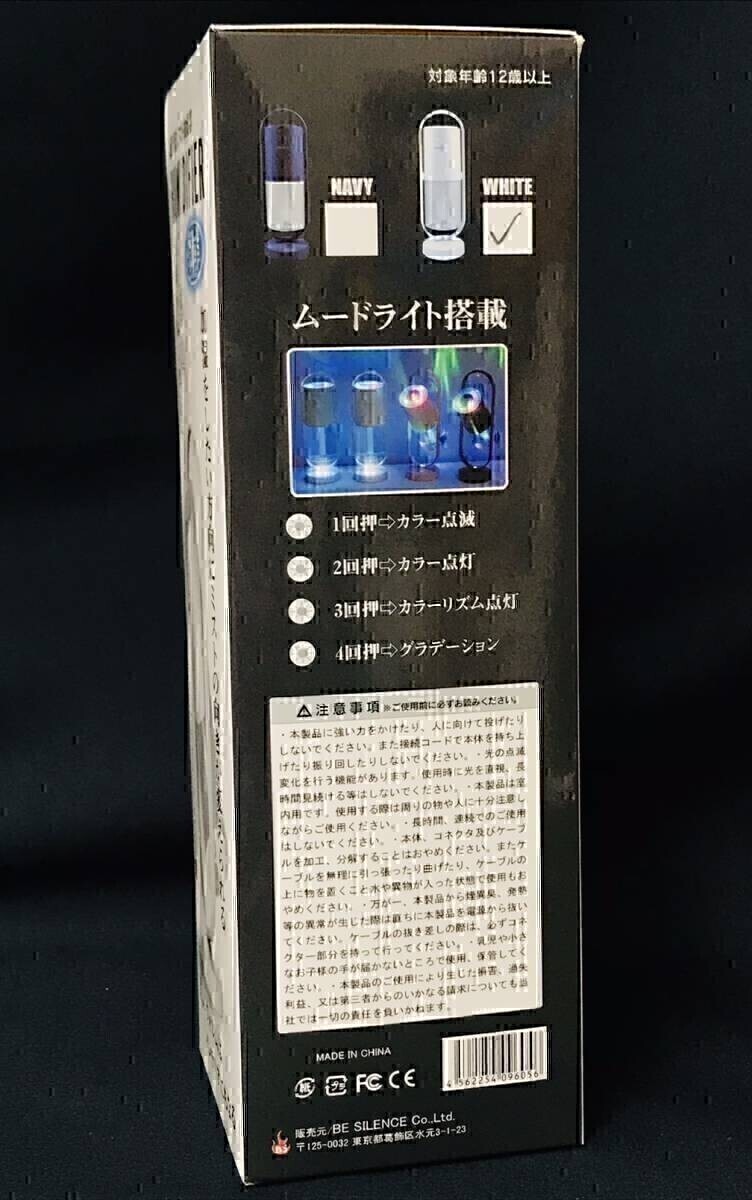 対象年齢12歳以上
NAVY
WHITE
ムードライト搭載
1回押⇨カラー点滅
2回押⇨カラー点灯
3回押⇨カラーリズム点灯
4回押⇨グラデーション
⚠注意事項 ※ご使用前に必ずお読みください。
・本製品に強い力をかけたり、人に向けて投げたり
しないでください。また接続コードで本体を持ち上
げたり振り回したりしないでください。・光の点滅
変化を行う機能があります。使用時に光を直視、長
時間見続ける等はしないでください。・本製品は室
内用です。使用する際は周りの物や人に十分注意し
ながらご使用ください。・長時間、連続でのご使用
はしないでください。・本体、コネクタ及びケーブ
ルを加工、分解することはおやめください。またケ
ーブルを無理に引っ張ったり曲げたり、ケーブルの
上に物を置くこと水や異物が入った状態で使用もお
やめください。・万が一、本製品から煙異臭、発熱
等の異常が生じた際は直ちに本製品を電源から抜い
てください。ケーブルの抜き差しの際は、必ずコネ
クター部分を持って行ってください。・乳児や小さ
なお子様の手が届かないところで使用、保管してく
ださい。・本製品のご使用により生じた損害、過失
利益、又は第三者からのいかなる請求についても当
社では一切の責任を負いかねます。
MADE IN CHINA
紙 プラ FC CE
4 562254 096056
販売元/BE SILENCE Co.,Ltd.
〒125-0032 東京都葛飾区水元3-1-23